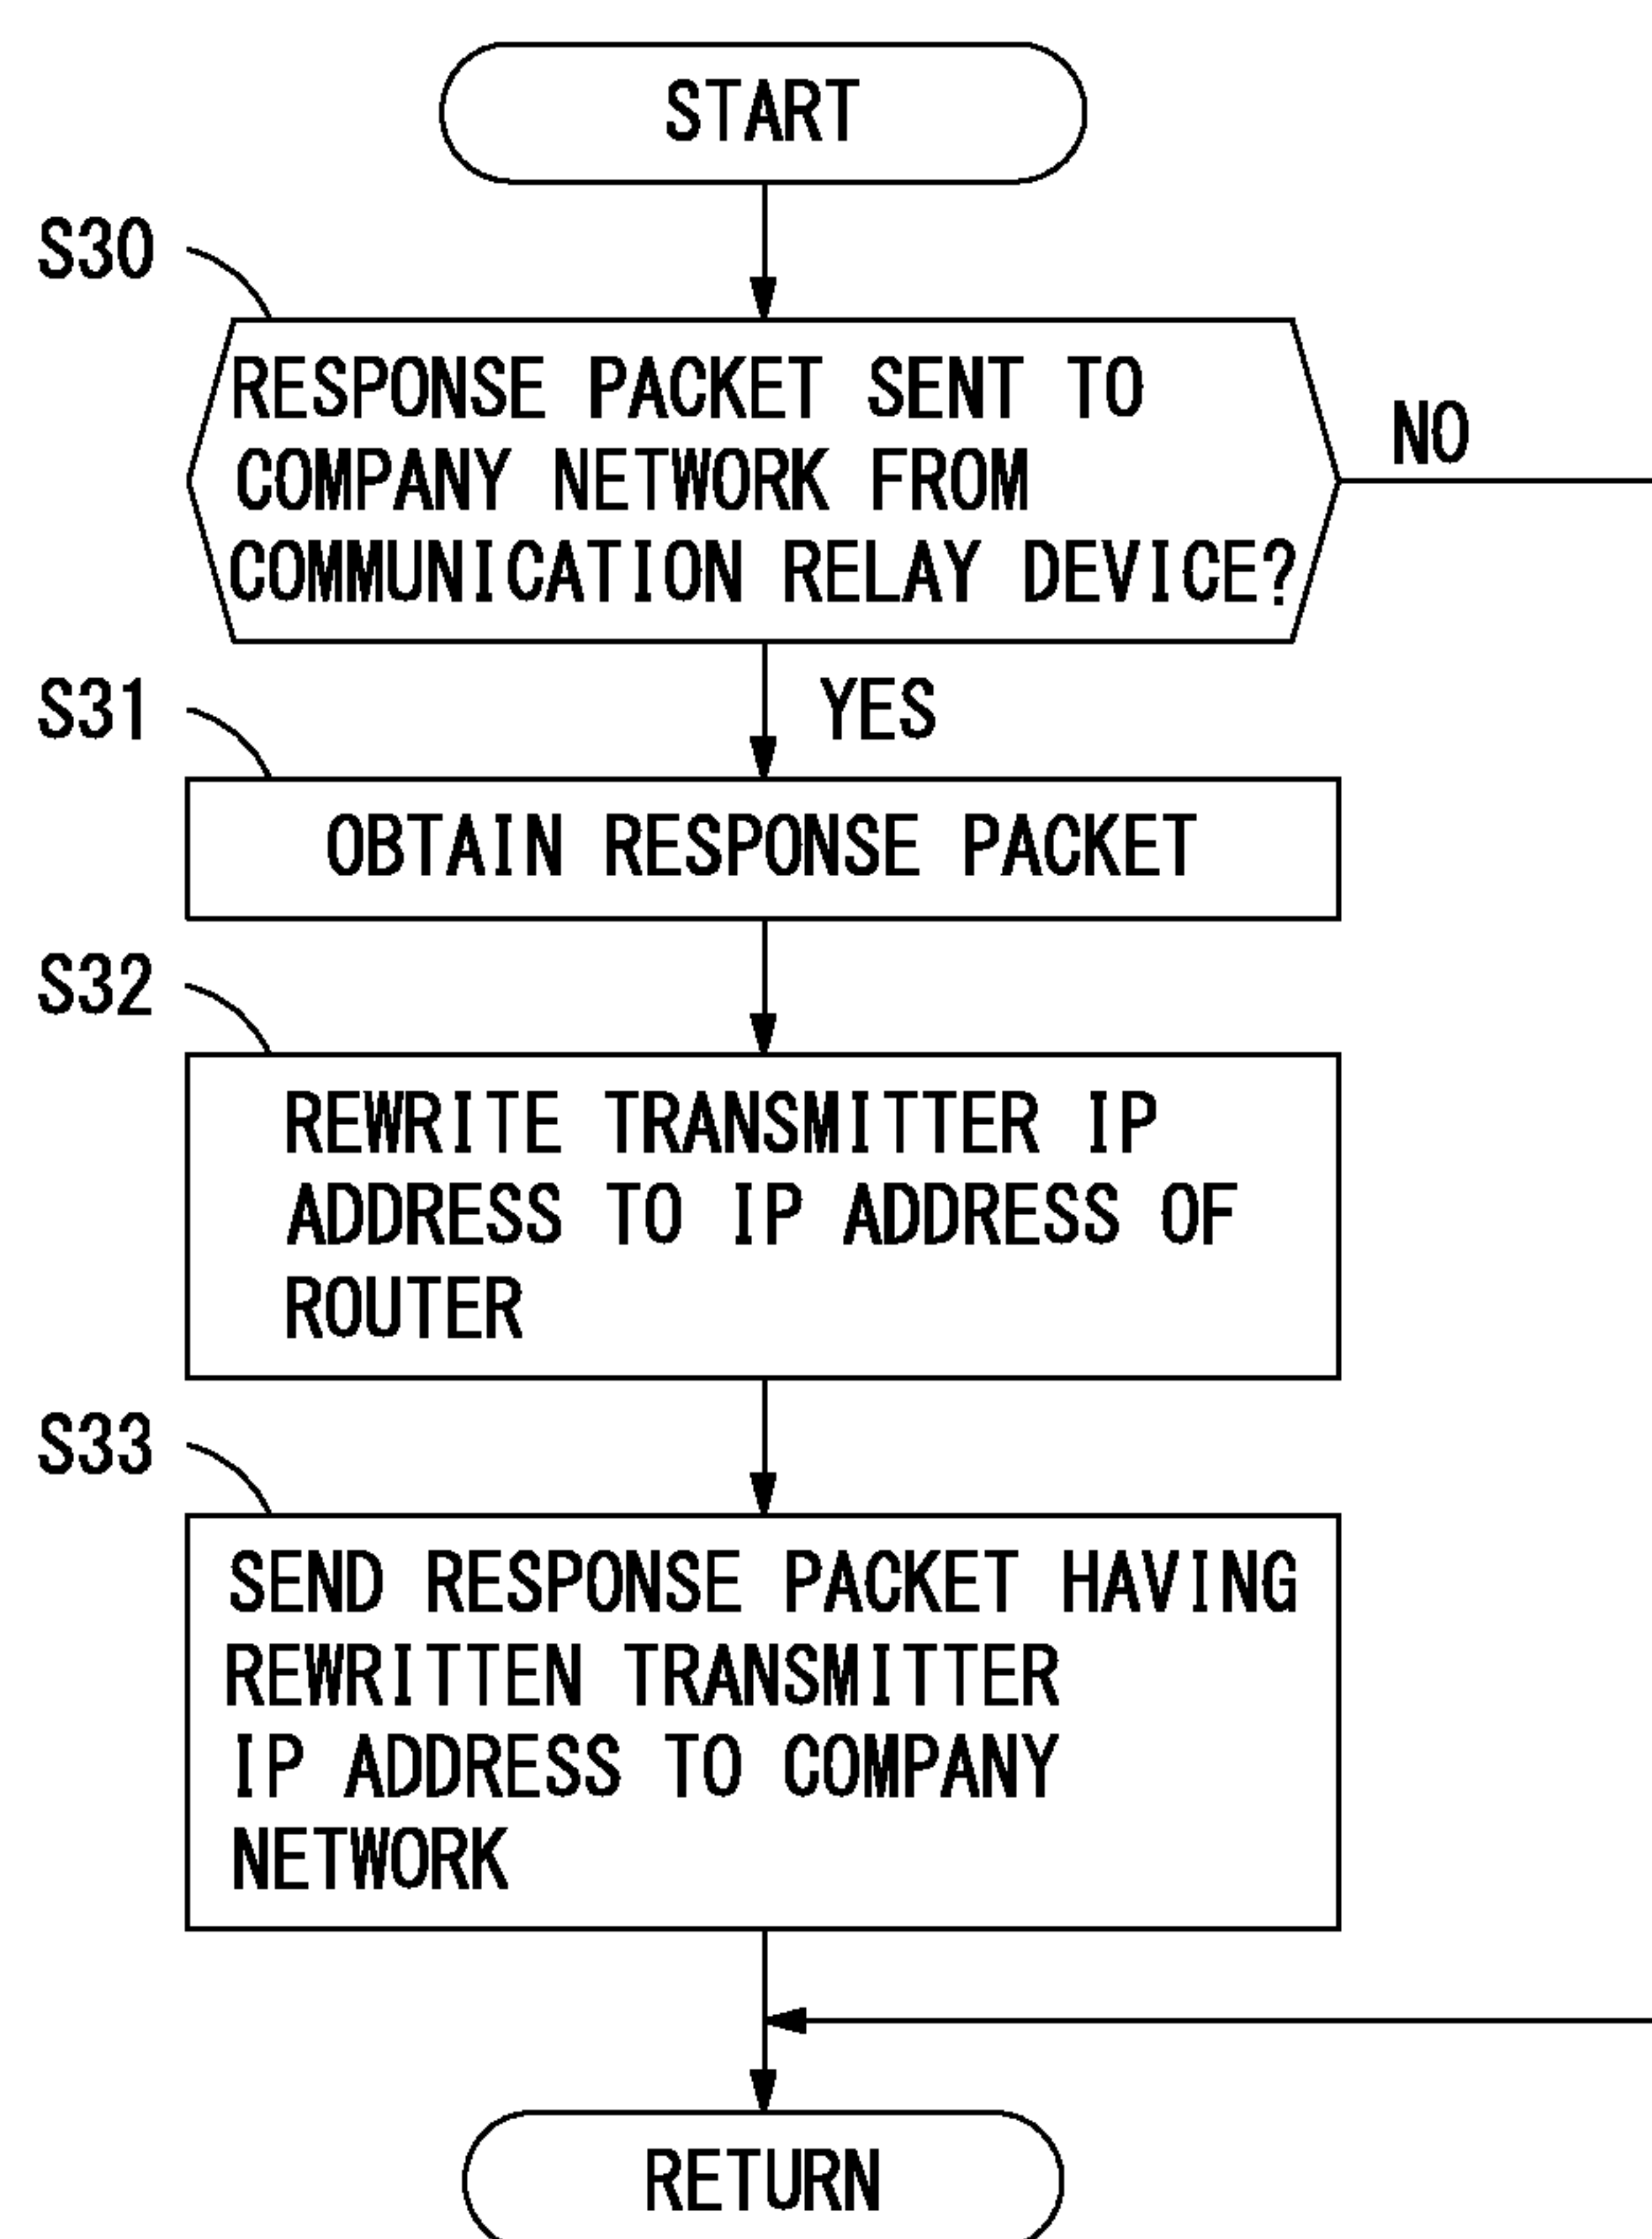 START
S30
RESPONSE PACKET SENT TO
COMPANY NETWORK FROM
COMMUNICATION RELAY DEVICE?
NO
YES
S31
OBTAIN RESPONSE PACKET
S32
REWRITE TRANSMITTER IP
ADDRESS TO IP ADDRESS OF
ROUTER
S33
SEND RESPONSE PACKET HAVING
REWRITTEN TRANSMITTER
IP ADDRESS TO COMPANY
NETWORK
RETURN